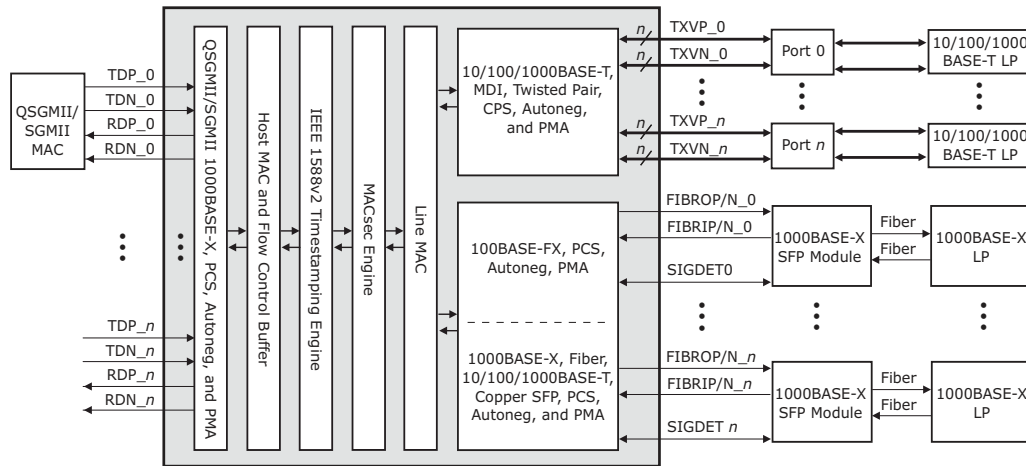 QSGMII/
SGMII
MAC
TDP_0
TDN_0
RDP_0
RDN_0
TDP_n
TDN_n
RDP_n
RDN_n
QSGMII/SGMII 1000BASE-X, PCS, Autoneg, and PMA
Host MAC and Flow Control Buffer
IEEE 1588v2 Timestamping Engine
MACsec Engine
Line MAC
10/100/1000BASE-T,
MDI, Twisted Pair,
CPS, Autoneg,
and PMA
100BASE-FX, PCS,
Autoneg, PMA
1000BASE-X, Fiber,
10/100/1000BASE-T,
Copper SFP, PCS,
Autoneg, and PMA
n TXVP_0
n TXVN_0
n TXVP_n
n TXVN_n
Port 0
Port n
10/100/1000
BASE-T LP
10/100/1000
BASE-T LP
FIBROP/N_0
FIBRIP/N_0
SIGDET0
1000BASE-X
SFP Module
Fiber
Fiber
1000BASE-X
LP
FIBROP/N_n
FIBRIP/N_n
SIGDET n
1000BASE-X
SFP Module
Fiber
Fiber
1000BASE-X
LP